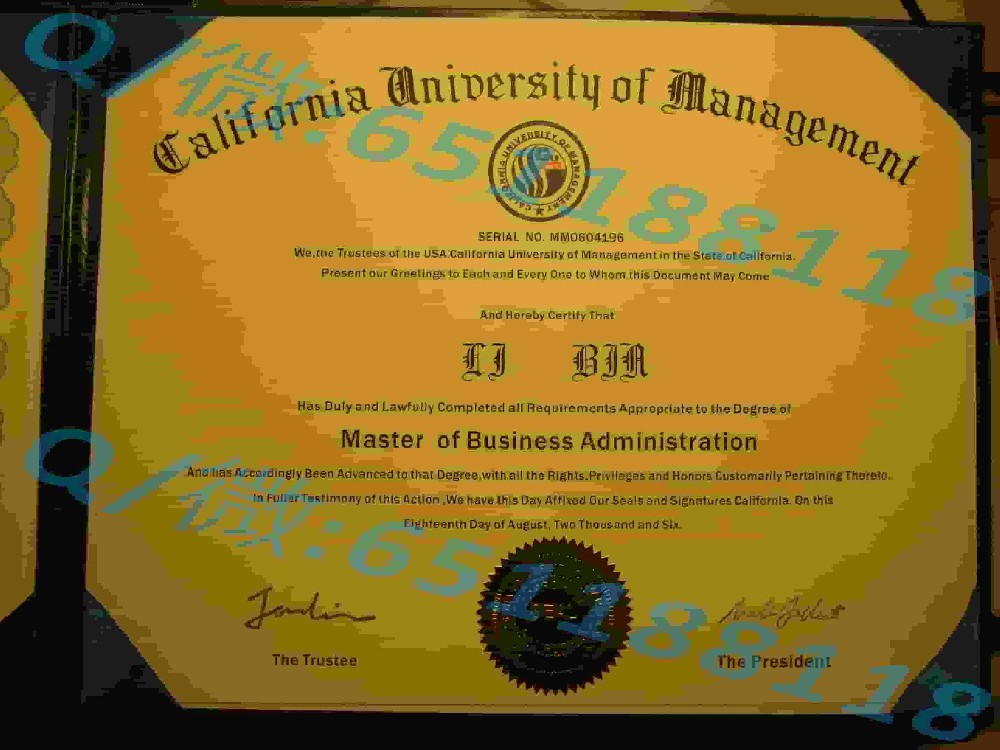 California University of Management
CALIFORNIA UNIVERSITY OF MANAGEMENT
SERIAL NO. MM0604196
We,the Trustees of the USA California University of Management in the State of California.
Present our Greetings to Each and Every One to Whom this Document May Come
And Hereby Certify That
LI BIN
Has Duly and Lawfully Completed all Requirements Appropriate to the Degree of
Master of Business Administration
And has Accordingly Been Advanced to that Degree,with all the Rights,Privileges and Honors Customarily Pertaining Thereto.
In Fuller Testimony of this Action ,We have this Day Affixed Our Seals and Signatures California. On this
Eighteenth Day of August, Two Thousand and Six.
The Trustee
The President
Q/微:651188118
Q/微:651188118